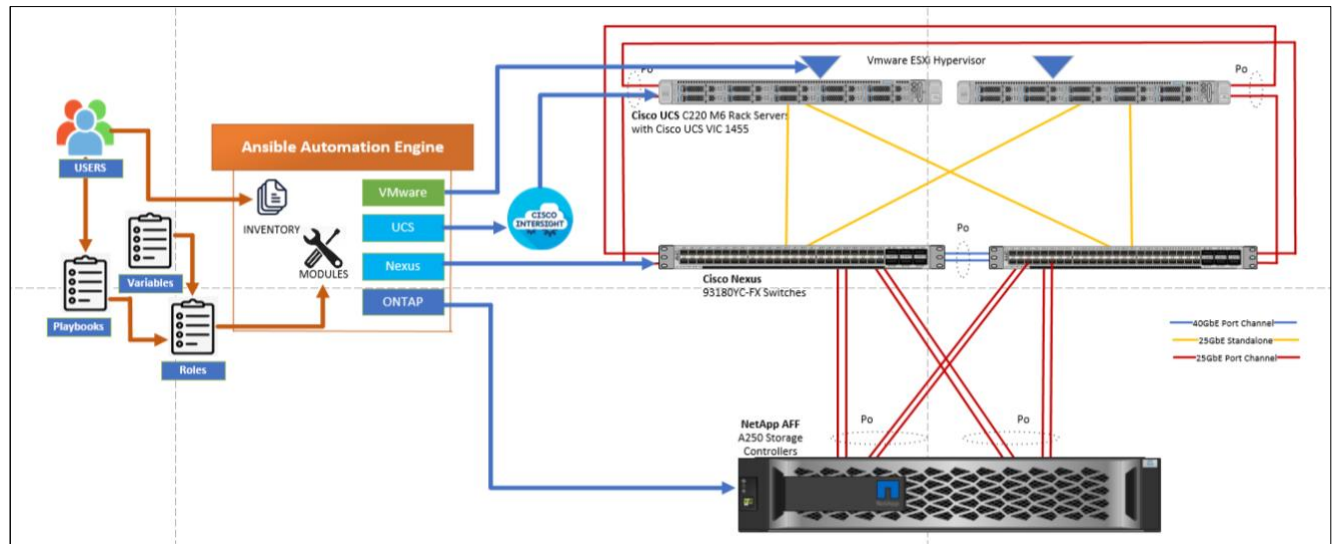 Po
Vmware ESXi Hypervisor
Po
Cisco UCS C220 M6 Rack Servers
with Cisco UCS VIC 1455
USERS
Ansible Automation Engine
INVENTORY
MODULES
VMware
UCS
Nexus
ONTAP
CISCO
INTERSIGHT
Variables
Playbooks
Roles
Po
Cisco Nexus
93180YC-FX Switches
40GbE Port Channel
25GbE Standalone
25GbE Port Channel
Po
Po
NetApp AFF
A250 Storage
Controllers
NetApp